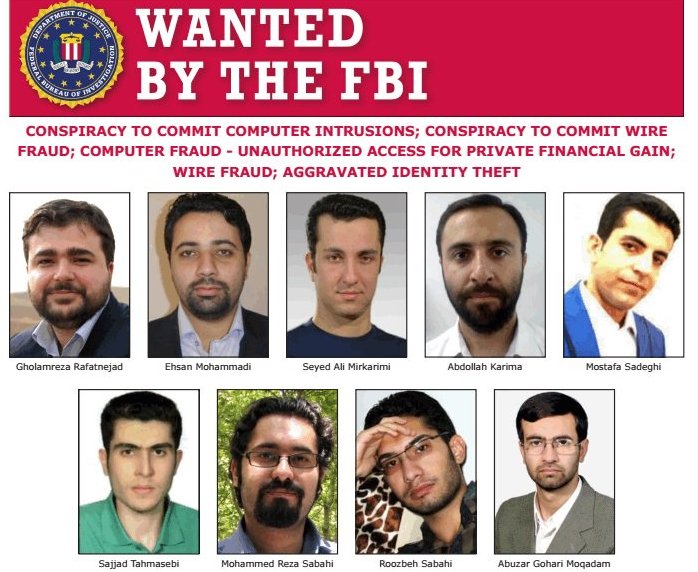 WANTED
BY THE FBI
DEPARTMENT OF JUSTICE
FEDERAL BUREAU OF INVESTIGATION
CONSPIRACY TO COMMIT COMPUTER INTRUSIONS; CONSPIRACY TO COMMIT WIRE
FRAUD; COMPUTER FRAUD - UNAUTHORIZED ACCESS FOR PRIVATE FINANCIAL GAIN;
WIRE FRAUD; AGGRAVATED IDENTITY THEFT
Gholamreza Rafatnejad
Ehsan Mohammadi
Seyed Ali Mirkarimi
Abdollah Karima
Mostafa Sadeghi
Sajjad Tahmasebi
Mohammed Reza Sabahi
Roozbeh Sabahi
Abuzar Gohari Moqadam